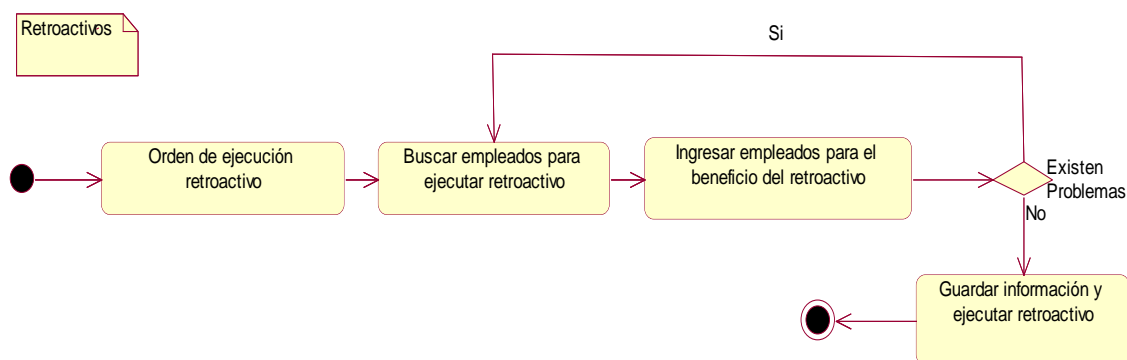 Retroactivos
Si
Orden de ejecución
retroactivo
Buscar empleados para
ejecutar retroactivo
Ingresar empleados para el
beneficio del retroactivo
Existen
Problemas
No
Guardar información y
ejecutar retroactivo